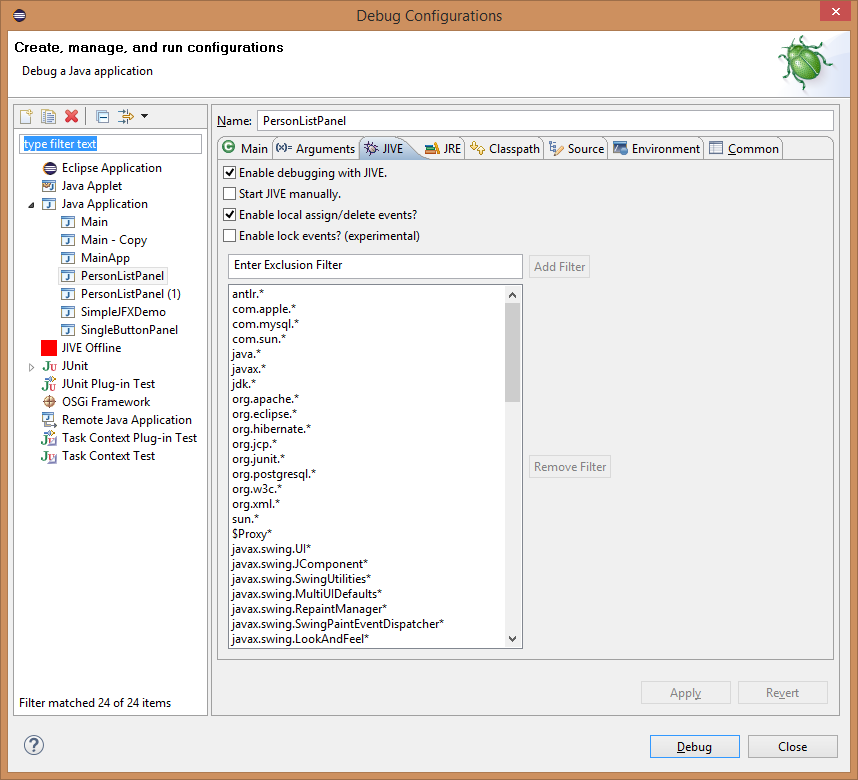 Debug Configurations
Create, manage, and run configurations
Debug a Java application
type filter text
Eclipse Application
Java Applet
Java Application
Main
Main - Copy
MainApp
PersonListPanel
PersonListPanel (1)
SimpleJFXDemo
SingleButtonPanel
JIVE Offline
JUnit
JUnit Plug-in Test
OSGi Framework
Remote Java Application
Task Context Plug-in Test
Task Context Test
Filter matched 24 of 24 items
Name: PersonListPanel
Main (x)= Arguments JIVE JRE Classpath Source Environment Common
Enable debugging with JIVE.
Start JIVE manually.
Enable local assign/delete events?
Enable lock events? (experimental)
Enter Exclusion Filter Add Filter
antlr.*
com.apple.*
com.mysql.*
com.sun.*
java.*
javax.*
jdk.*
org.apache.*
org.eclipse.*
org.hibernate.*
org.jcp.*
org.junit.*
org.postgresql.*
org.w3c.*
org.xml.*
sun.*
$Proxy*
javax.swing.UI*
javax.swing.JComponent*
javax.swing.SwingUtilities*
javax.swing.MultiUIDefaults*
javax.swing.RepaintManager*
javax.swing.SwingPaintEventDispatcher*
javax.swing.LookAndFeel*
Remove Filter
Apply Revert
? Debug Close